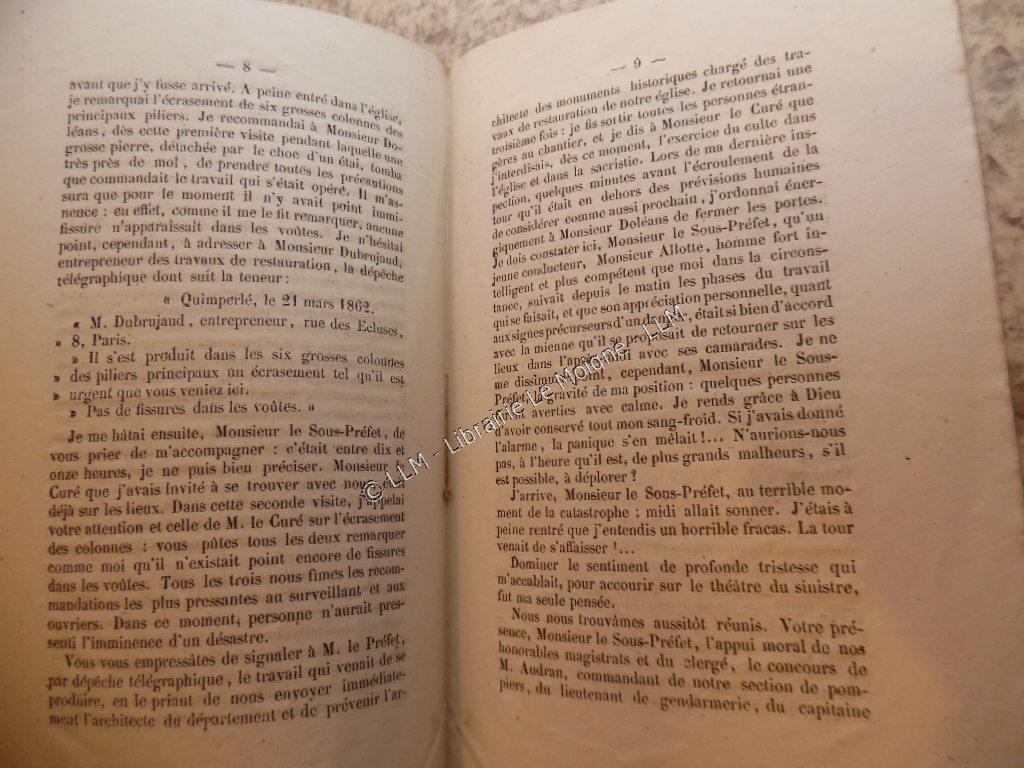 — 8 —
avant que j'y fusse arrivé. A peine entré dans l'église,
je remarquai l'écrasement de six grosses colonnes des
principaux piliers. Je recommandai à Monsieur Do-
léans, dès cette première visite pendant laquelle une
grosse pierre, détachée par le choc d'un étai, tomba
très près de moi, de prendre toutes les précautions
que commandait le travail qui s'était opéré. Il m'as-
sura que pour le moment il n'y avait point immi-
nence : en effet, comme il me le fit remarquer, aucune
fissure n'apparaissait dans les voûtes. Je n'hésitai
point, cependant, à adresser à Monsieur Dubrujaud,
entrepreneur des travaux de restauration, la dépêche
télégraphique dont suit la teneur :
« Quimperlé, le 21 mars 1862.
« M. Dubrujaud, entrepreneur, rue des Ecluses,
» 8, Paris.
» Il s'est produit dans les six grosses colonnes
» des piliers principaux un écrasement tel qu'il est
» urgent que vous veniez ici.
» Pas de fissures dans les voûtes. »
Je me hâtai ensuite, Monsieur le Sous-Préfet, de
vous prier de m'accompagner : c'était entre dix et
onze heures, je ne puis bien préciser. Monsieur le
Curé que j'avais invité à se trouver avec nous était
déjà sur les lieux. Dans cette seconde visite, j'appelai
votre attention et celle de M. le Curé sur l'écrasement
des colonnes : vous pûtes tous les deux remarquer
comme moi qu'il n'existait point encore de fissures
dans les voûtes. Tous les trois nous fîmes les recom-
mandations les plus pressantes au surveillant et aux
ouvriers. Dans ce moment, personne n'aurait pres-
senti l'imminence d'un désastre.
Vous vous empressâtes de signaler à M. le Préfet,
par dépêche télégraphique, le travail qui venait de se
produire, en le priant de nous envoyer immédiate-
ment l'architecte du département et de prévenir l'ar-
— 9 —
chitecte des monuments historiques chargé des tra-
vaux de restauration de notre église. Je retournai une
troisième fois : je fis sortir toutes les personnes étran-
gères au chantier, et je dis à Monsieur le Curé que
j'interdisais, dès ce moment, l'exercice du culte dans
l'église et dans la sacristie. Lors de ma dernière ins-
pection, quelques minutes avant l'écroulement de la
tour qu'il était en dehors des prévisions humaines
de considérer comme aussi prochain, j'ordonnai éner-
giquement à Monsieur Doléans de fermer les portes.
Je dois constater ici, Monsieur le Sous-Préfet, qu'un
jeune conducteur, Monsieur Allotte, homme fort in-
telligent et plus compétent que moi dans la circons-
tance, suivait depuis le matin les phases du travail
qui se faisait, et que son appréciation personnelle, quant
aux signes précurseurs d'un danger, était si bien d'accord
avec la mienne qu'il se proposait de retourner sur les
lieux dans l'après-midi avec ses camarades. Je ne
me dissimulai point, cependant, Monsieur le Sous-
Préfet, la gravité de ma position : quelques personnes
étaient averties avec calme. Je rends grâce à Dieu
d'avoir conservé tout mon sang-froid. Si j'avais donné
l'alarme, la panique s'en mêlait !... N'aurions-nous
pas, à l'heure qu'il est, de plus grands malheurs, s'il
est possible, à déplorer ?
J'arrive, Monsieur le Sous-Préfet, au terrible mo-
ment de la catastrophe : midi allait sonner. J'étais à
peine rentré que j'entendis un horrible fracas. La tour
venait de s'affaisser !...
Dominer le sentiment de profonde tristesse qui
m'accablait, pour accourir sur le théâtre du sinistre,
fut ma seule pensée.
Nous nous trouvâmes aussitôt réunis. Votre pré-
sence, Monsieur le Sous-Préfet, l'appui moral de nos
honorables magistrats et du clergé, le concours de
M. Audran, commandant de notre section de pom-
piers, du lieutenant de gendarmerie, du capitaine
© LLM - Librairie Le Molgne - LLM